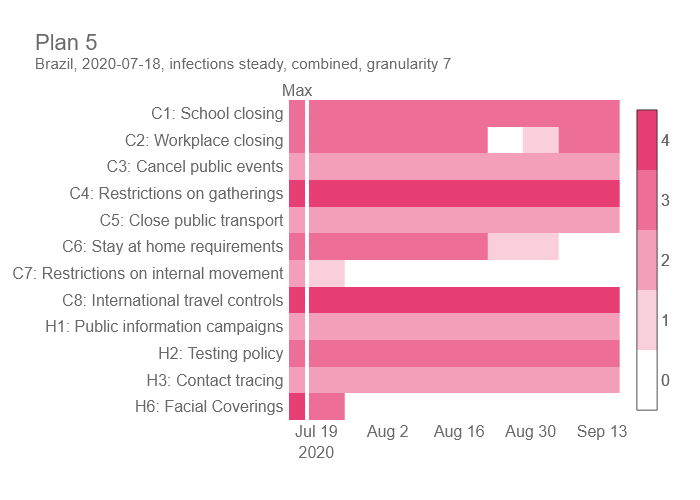 Plan 5
Brazil, 2020-07-18, infections steady, combined, granularity 7
Max
C1: School closing
C2: Workplace closing
C3: Cancel public events
C4: Restrictions on gatherings
C5: Close public transport
C6: Stay at home requirements
C7: Restrictions on internal movement
C8: International travel controls
H1: Public information campaigns
H2: Testing policy
H3: Contact tracing
H6: Facial Coverings
4
3
2
1
0
Jul 19 Aug 2 Aug 16 Aug 30 Sep 13
2020